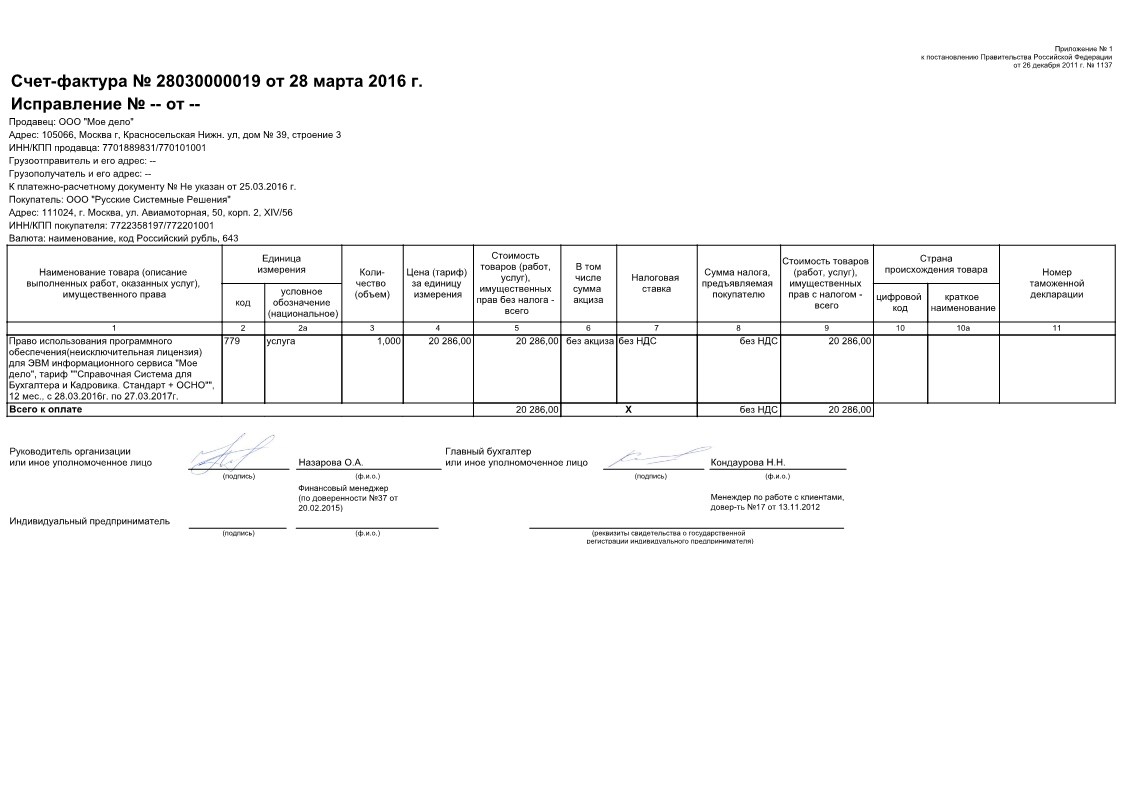 Приложение № 1
к постановлению Правительства Российской Федерации
от 26 декабря 2011 г. № 1137
Счет-фактура № 28030000019 от 28 марта 2016 г.
Исправление № -- от --
Продавец: ООО "Мое дело"
Адрес: 105066, Москва г, Красносельская Нижн. ул, дом № 39, строение 3
ИНН/КПП продавца: 7701889831/770101001
Грузоотправитель и его адрес: --
Грузополучатель и его адрес: --
К платежно-расчетному документу № Не указан от 25.03.2016 г.
Покупатель: ООО "Русские Системные Решения"
Адрес: 111024, г. Москва, ул. Авиамоторная, 50, корп. 2, XIV/56
ИНН/КПП покупателя: 7722358197/772201001
Валюта: наименование, код Российский рубль, 643
Наименование товара (описание
выполненных работ, оказанных услуг),
имущественного права
Единица
измерения
код
условное
обозначение
(национальное)
Коли-
чество
(объем)
Цена (тариф)
за единицу
измерения
Стоимость
товаров (работ,
услуг),
имущественных
прав без налога -
всего
В том
числе
сумма
акциза
Налоговая
ставка
Сумма налога,
предъявляемая
покупателю
Стоимость товаров
(работ, услуг),
имущественных
прав с налогом -
всего
Страна
происхождения товара
цифровой
код
краткое
наименование
Номер
таможенной
декларации
1 2 2а 3 4 5 6 7 8 9 10 10а 11
Право использования программного
обеспечения(неисключительная лицензия)
для ЭВМ информационного сервиса "Мое
дело", тариф ""Справочная Система для
Бухгалтера и Кадровика. Стандарт + ОСНО"",
12 мес., с 28.03.2016г. по 27.03.2017г.
779 услуга 1,000 20 286,00 20 286,00 без акциза без НДС без НДС 20 286,00
Всего к оплате 20 286,00 Х без НДС 20 286,00
Руководитель организации
или иное уполномоченное лицо
Назарова О.А.
(подпись) (ф.и.о.)
Финансовый менеджер
(по доверенности №37 от
20.02.2015)
Главный бухгалтер
или иное уполномоченное лицо
Кондаурова Н.Н.
(подпись) (ф.и.о.)
Менеждер по работе с клиентами,
довер-ть №17 от 13.11.2012
Индивидуальный предприниматель
(подпись) (ф.и.о.)
(реквизиты свидетельства о государственной
регистрации индивидуального предпринимателя)